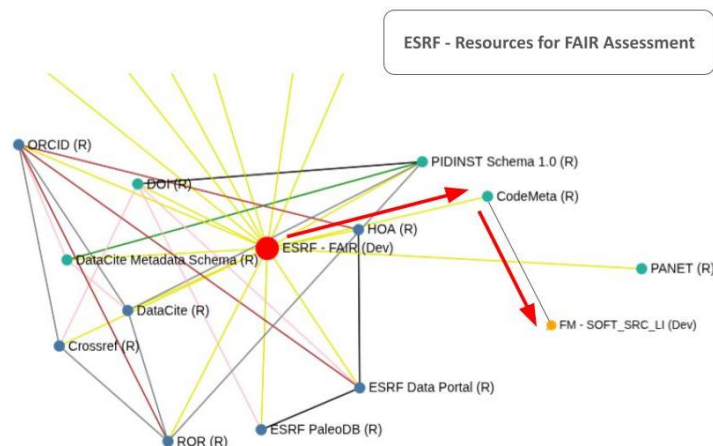 ESRF - Resources for FAIR Assessment
ORCID (R)
PIDINST Schema 1.0 (R)
DOI (R)
CodeMeta (R)
HOA (R)
ESRF - FAIR (Dev)
DataCite Metadata Schema (R)
PANET (R)
DataCite (R)
FM - SOFT_SRC_LI (Dev)
Crossref (R)
ESRF Data Portal (R)
ESRF PaleoDB (R)
ROR (R)